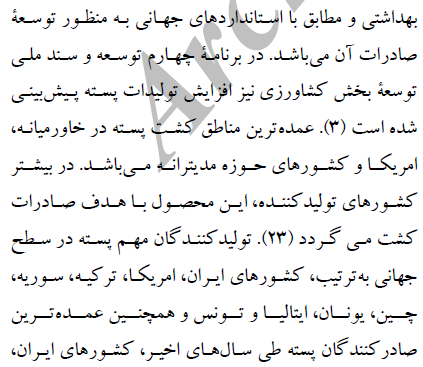 بهداشتی و مطابق با استانداردهای جهانی به منظور توسعهٔ
صادرات آن می‌باشد. در برنامهٔ چهارم توسعه و سند ملی
توسعهٔ بخش کشاورزی نیز افزایش تولیدات پسته پیش‌بینی
شده است (۳). عمده‌ترین مناطق کشت پسته در خاورمیانه،
امریکا و کشورهای حوزه مدیترانه می‌باشد. در بیشتر
کشورهای تولیدکننده، این محصول با هدف صادرات
کشت می گردد (۲۳). تولیدکنندگان مهم پسته در سطح
جهانی به‌ترتیب، کشورهای ایران، امریکا، ترکیه، سوریه،
چین، یونان، ایتالیا و تونس و همچنین عمده‌ترین
صادرکنندگان پسته طی سال‌های اخیر، کشورهای ایران،